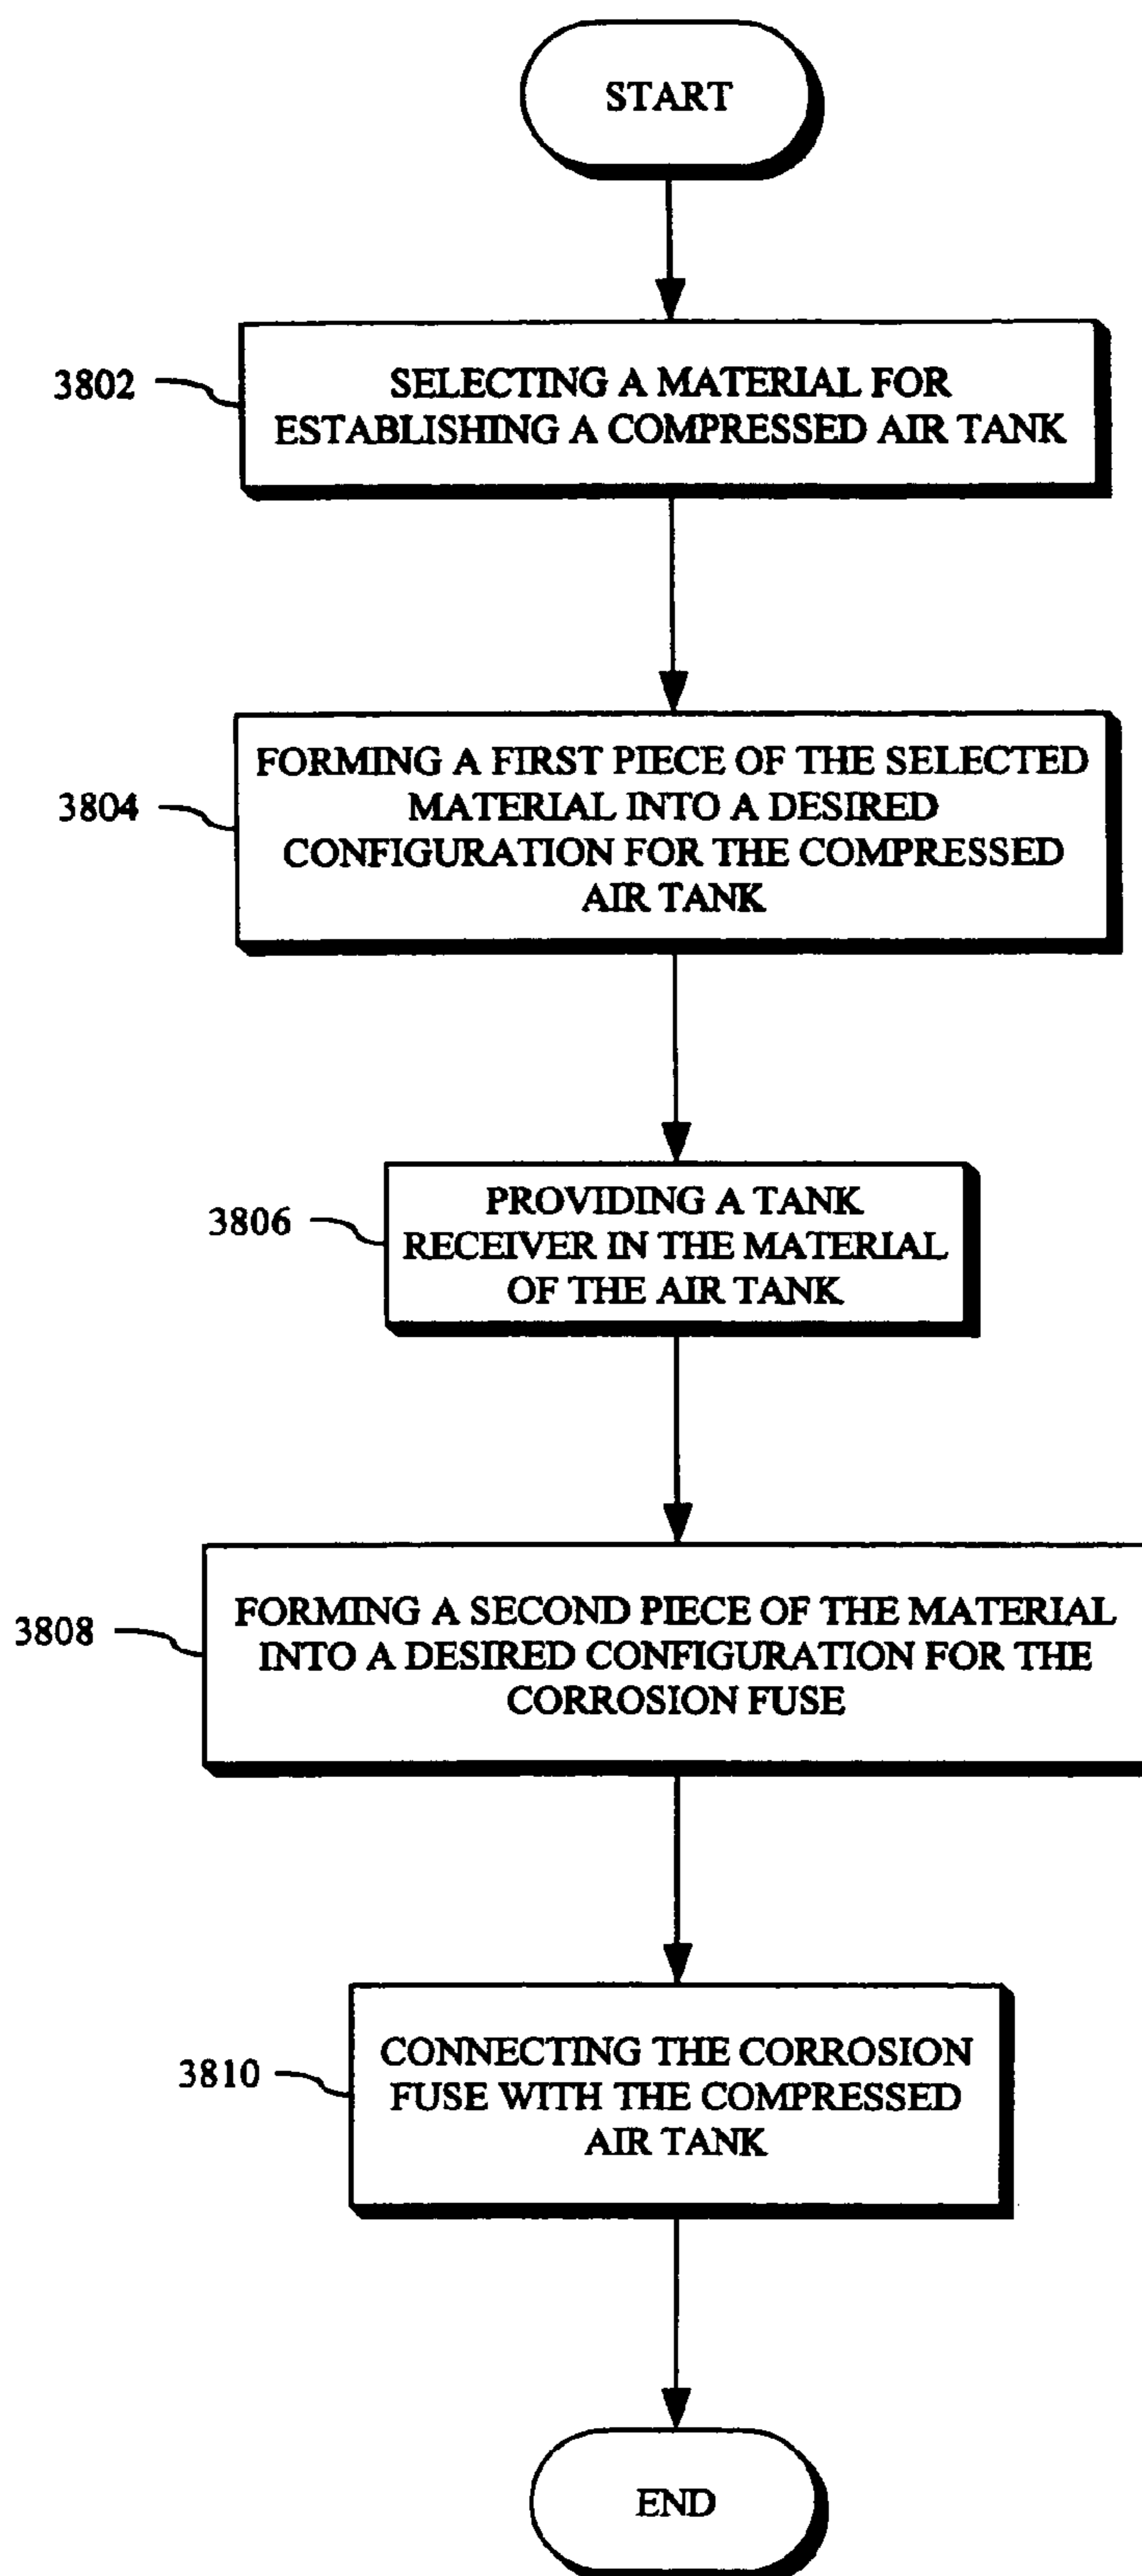 START
3802
SELECTING A MATERIAL FOR
ESTABLISHING A COMPRESSED AIR TANK
3804
FORMING A FIRST PIECE OF THE SELECTED
MATERIAL INTO A DESIRED
CONFIGURATION FOR THE COMPRESSED
AIR TANK
3806
PROVIDING A TANK
RECEIVER IN THE MATERIAL
OF THE AIR TANK
3808
FORMING A SECOND PIECE OF THE MATERIAL
INTO A DESIRED CONFIGURATION FOR THE
CORROSION FUSE
3810
CONNECTING THE CORROSION
FUSE WITH THE COMPRESSED
AIR TANK
END